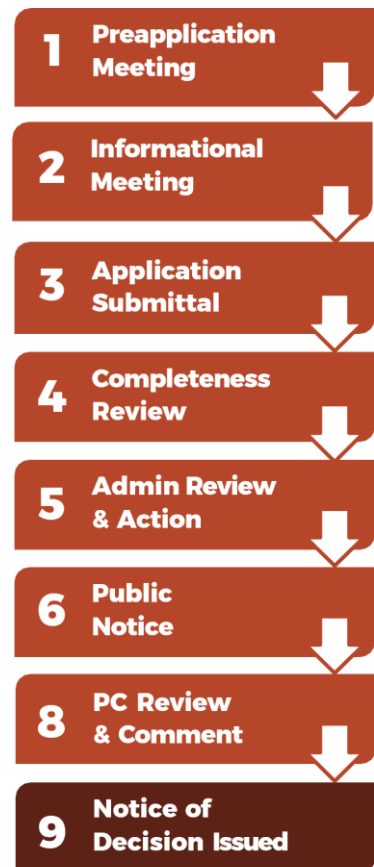 1 Preapplication
Meeting
2 Informational
Meeting
3 Application
Submittal
4 Completeness
Review
5 Admin Review
& Action
6 Public
Notice
8 PC Review
& Comment
9 Notice of
Decision Issued